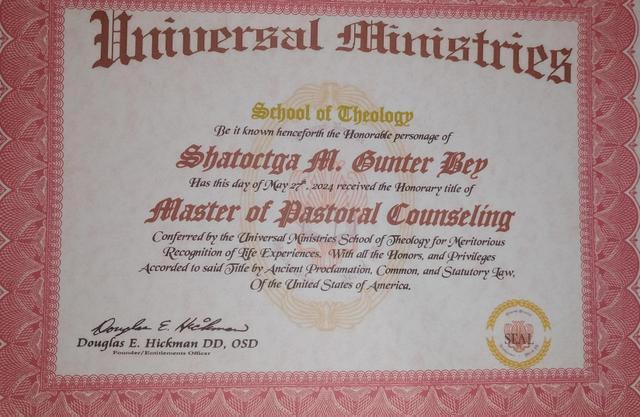 Universal Ministries
School of Theology
Be it known henceforth the Honorable personage of
Shatoctga M. Gunter Bey
Has this day of May 27th, 2024 received the Honorary title of
Master of Pastoral Counseling
Conferred by the Universal Ministries School of Theology for Meritorious
Recognition of Life Experiences. With all the Honors, and Privileges
Accorded to said Title by Ancient Proclamation, Common, and Statutory Law,
Of the United States of America.
Douglas E. Hickman
Douglas E. Hickman DD, OSD
Founder/Entitlements Officer
SEAL